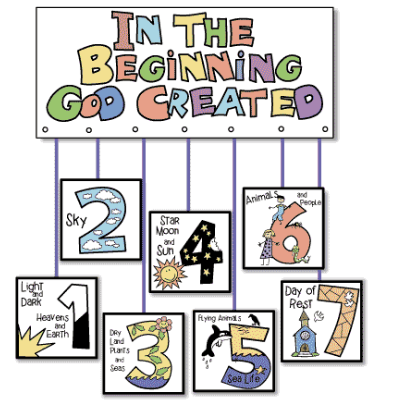 IN THE
BEGINNING
GOD CREATED
Light
and
Dark
Heavens
and
Earth
1
Sky
2
Dry
Land
Plants
and
Seas
3
Star
Moon
and
Sun
4
Flying Animals
5
Sea Life
Animals and
People
6
Day of
Rest
7